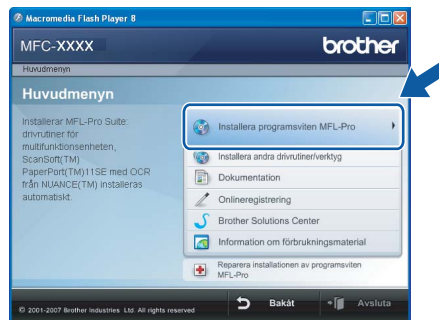 Macromedia Flash Player 8
MFC-XXXX
brother
Huvudmenyn
Huvudmenyn
Installerar MFL-Pro Suite:
drivrutiner för
multifunktionsenheten,
ScanSoft(TM)
PaperPort(TM)11SE med OCR
från NUANCE(TM) installeras
automatiskt.
Installera programsviten MFL-Pro
Installera andra drivrutiner/verktyg
Dokumentation
Onlineregistrering
Brother Solutions Center
Information om förbrukningsmaterial
Reparera installationen av programsviten
MFL-Pro
© 2001-2007 Brother Industries. Ltd. All rights reserved
Bakåt
Avsluta